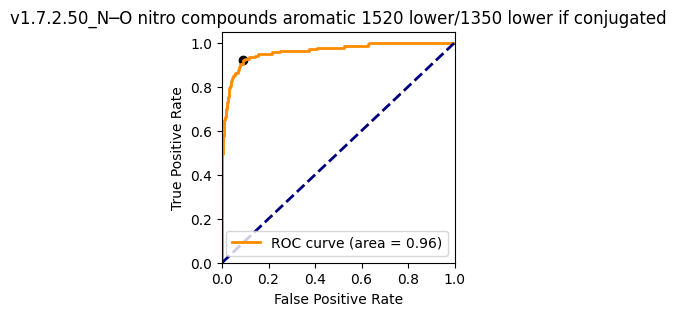 v1.7.2.50_N─O nitro compounds aromatic 1520 lower/1350 lower if conjugated
1.0
0.8
0.6
0.4
0.2
0.0
True Positive Rate
ROC curve (area = 0.96)
0.0 0.2 0.4 0.6 0.8 1.0
False Positive Rate